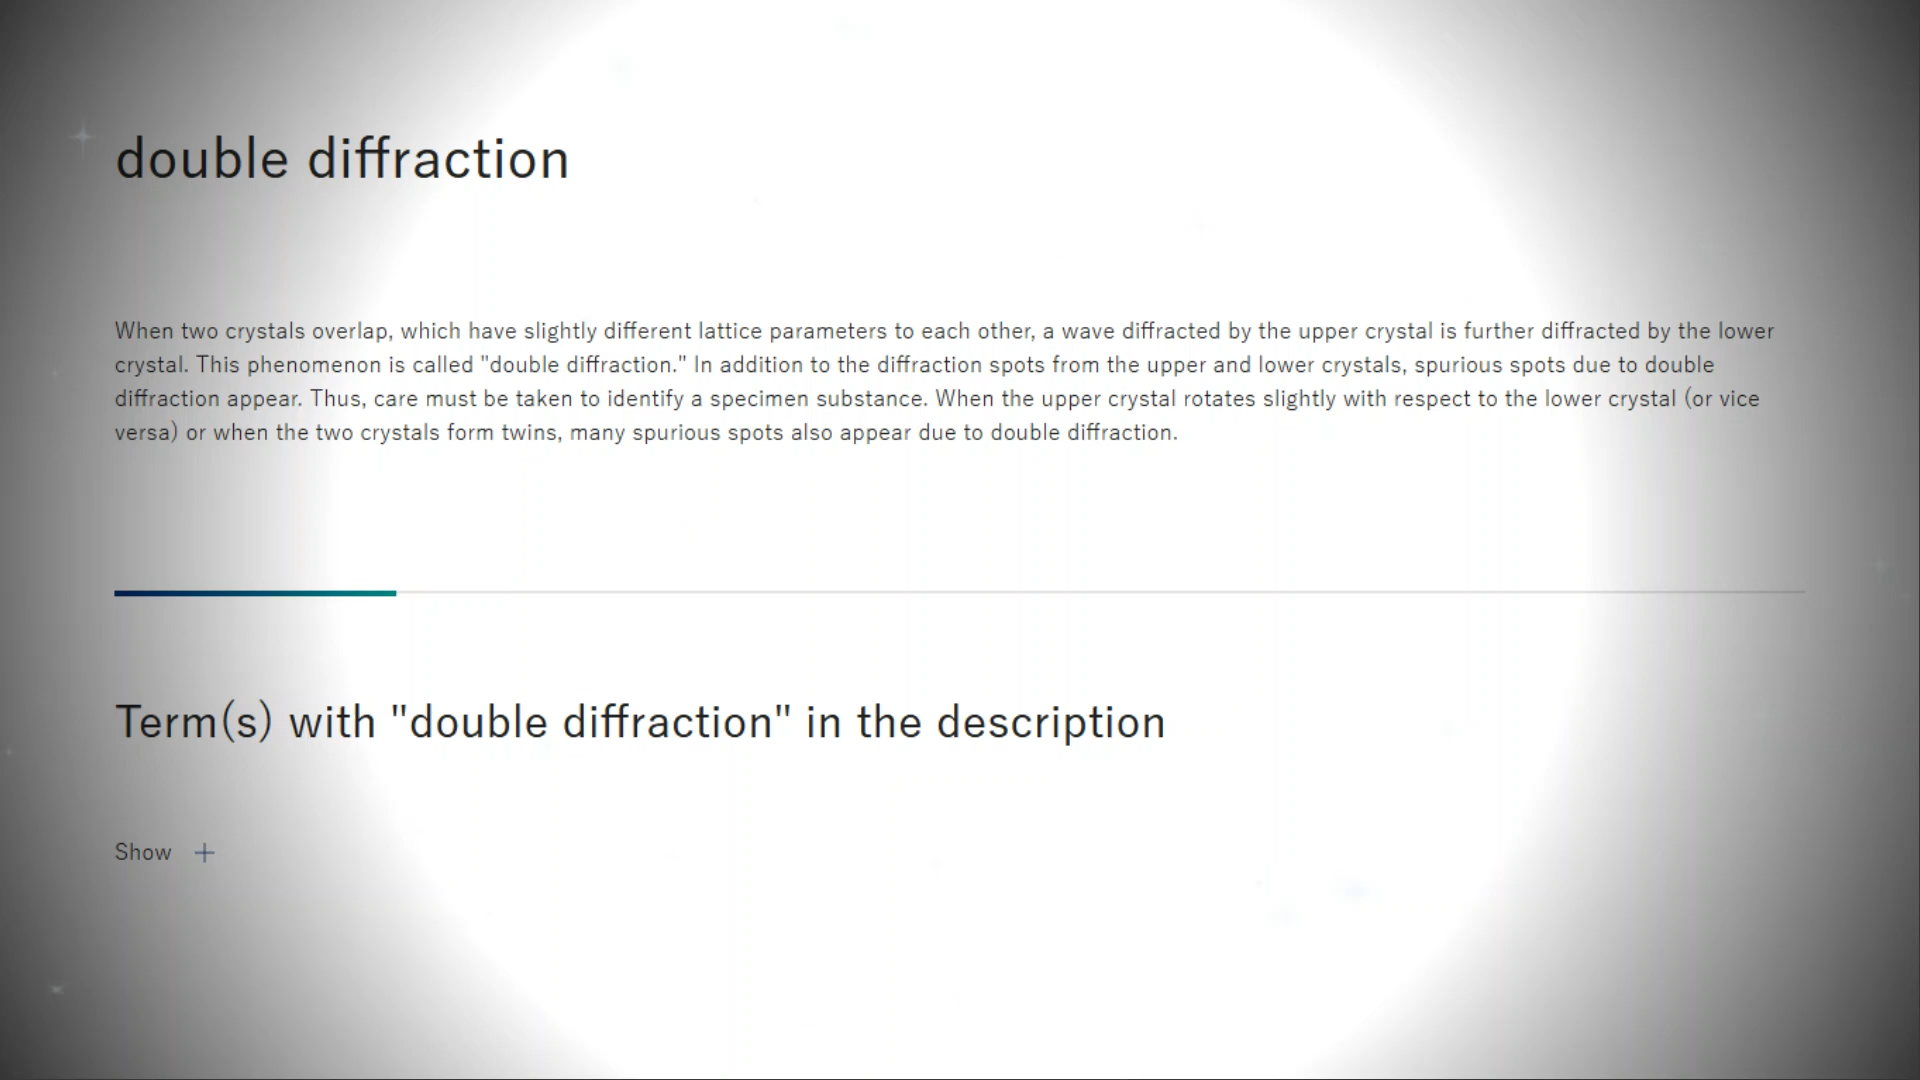 double diffraction
When two crystals overlap, which have slightly different lattice parameters to each other, a wave diffracted by the upper crystal is further diffracted by the lower
crystal. This phenomenon is called "double diffraction." In addition to the diffraction spots from the upper and lower crystals, spurious spots due to double
diffraction appear. Thus, care must be taken to identify a specimen substance. When the upper crystal rotates slightly with respect to the lower crystal (or vice
versa) or when the two crystals form twins, many spurious spots also appear due to double diffraction.
Term(s) with "double diffraction" in the description
Show +